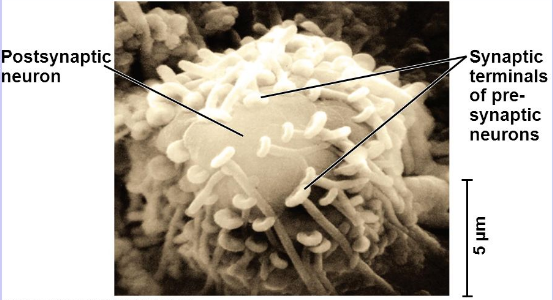 Postsynaptic
neuron
Synaptic
terminals
of pre-
synaptic
neurons
5 µm